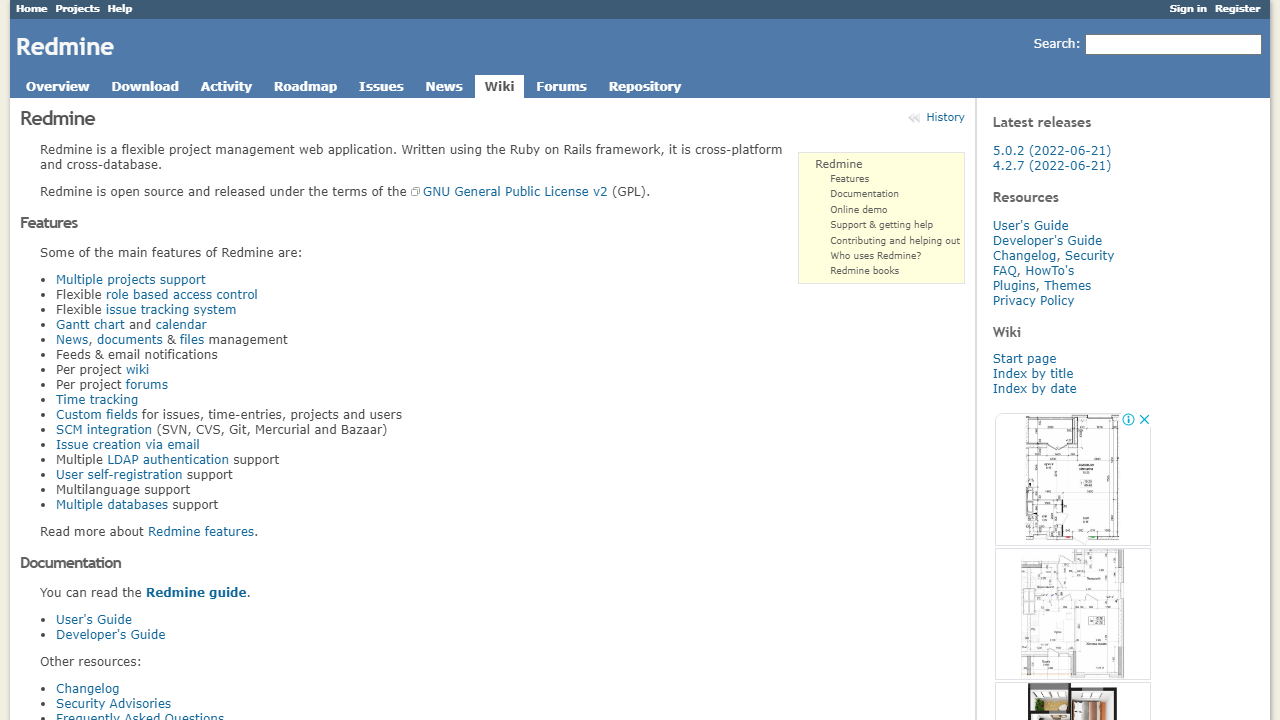 Home Projects Help
Sign in Register
Redmine
Search:
Overview Download Activity Roadmap Issues News Wiki Forums Repository
Redmine
History
Redmine is a flexible project management web application. Written using the Ruby on Rails framework, it is cross-platform
and cross-database.
Redmine is open source and released under the terms of the GNU General Public License v2 (GPL).
Redmine
Features
Documentation
Online demo
Support & getting help
Contributing and helping out
Who uses Redmine?
Redmine books
Features
Some of the main features of Redmine are:
• Multiple projects support
• Flexible role based access control
• Flexible issue tracking system
• Gantt chart and calendar
• News, documents & files management
• Feeds & email notifications
• Per project wiki
• Per project forums
• Time tracking
• Custom fields for issues, time-entries, projects and users
• SCM integration (SVN, CVS, Git, Mercurial and Bazaar)
• Issue creation via email
• Multiple LDAP authentication support
• User self-registration support
• Multilanguage support
• Multiple databases support
Read more about Redmine features.
Documentation
You can read the Redmine guide.
• User's Guide
• Developer's Guide
Other resources:
• Changelog
• Security Advisories
• Frequently Asked Questions
Latest releases
5.0.2 (2022-06-21)
4.2.7 (2022-06-21)
Resources
User's Guide
Developer's Guide
Changelog, Security
FAQ, HowTo's
Plugins, Themes
Privacy Policy
Wiki
Start page
Index by title
Index by date